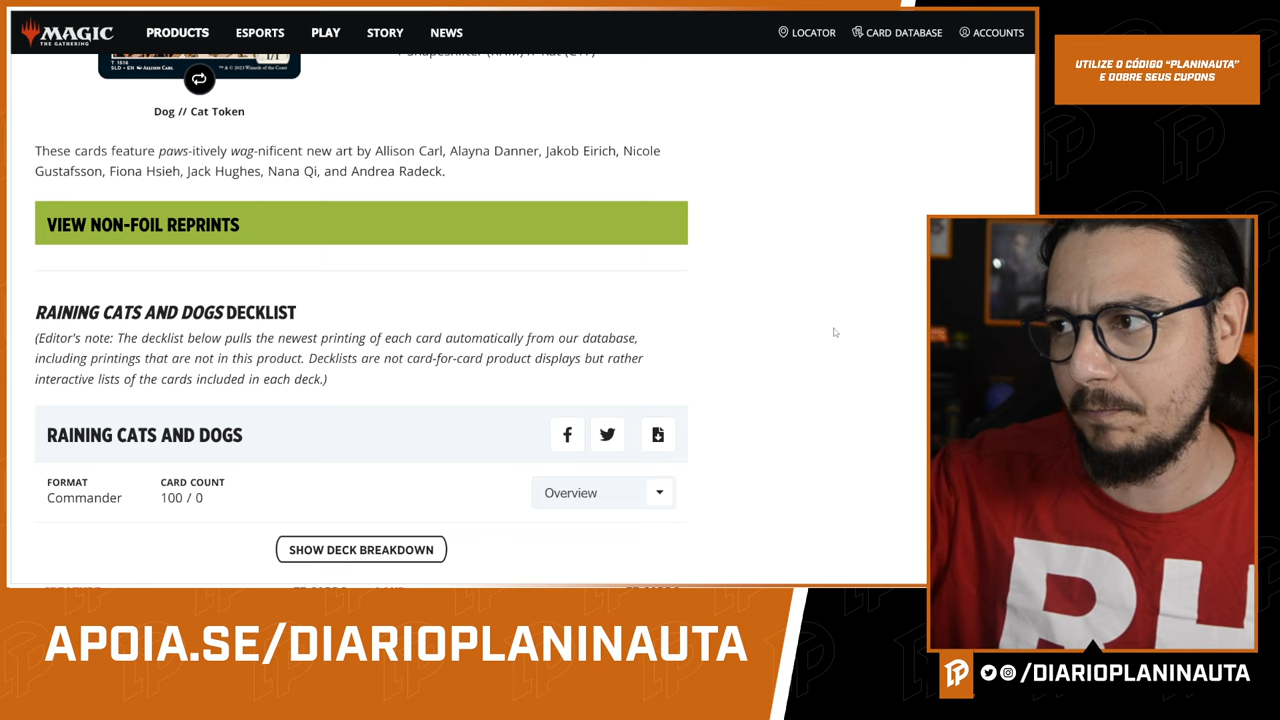 MAGIC
THE GATHERING
PRODUCTS
ESPORTS
PLAY
STORY
NEWS
LOCATOR
CARD DATABASE
ACCOUNTS
UTILIZE O CÓDIGO “PLANINAUTA”
E DOBRE SEUS CUPONS
Dog // Cat Token
These cards feature paws-itively wag-nificent new art by Allison Carl, Alayna Danner, Jakob Eirich, Nicole
Gustafsson, Fiona Hsieh, Jack Hughes, Nana Qi, and Andrea Radeck.
VIEW NON-FOIL REPRINTS
RAINING CATS AND DOGS DECKLIST
(Editor's note: The decklist below pulls the newest printing of each card automatically from our database,
including printings that are not in this product. Decklists are not card-for-card product displays but rather
interactive lists of the cards included in each deck.)
RAINING CATS AND DOGS
FORMAT
Commander
CARD COUNT
100 / 0
Overview
SHOW DECK BREAKDOWN
APOIA.SE/DIARIOPLANINAUTA
/DIARIOPLANINAUTA